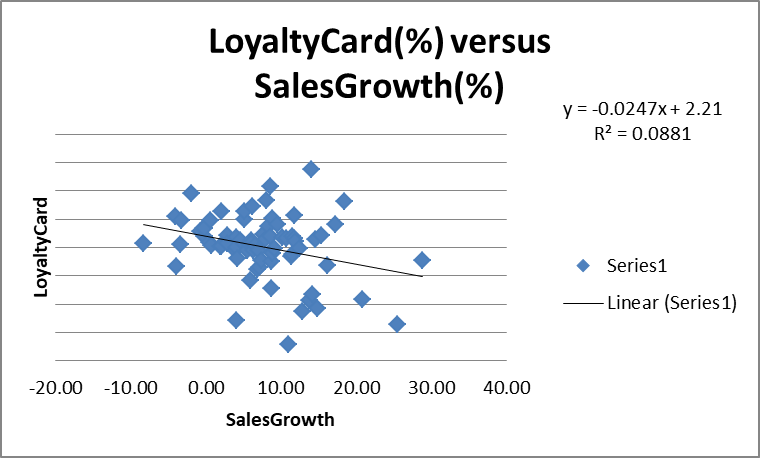 LoyaltyCard(%) versus
SalesGrowth(%)
y = -0.0247x + 2.21
R² = 0.0881
LoyaltyCard
Series1
Linear (Series1)
-20.00 -10.00 0.00 10.00 20.00 30.00 40.00
SalesGrowth